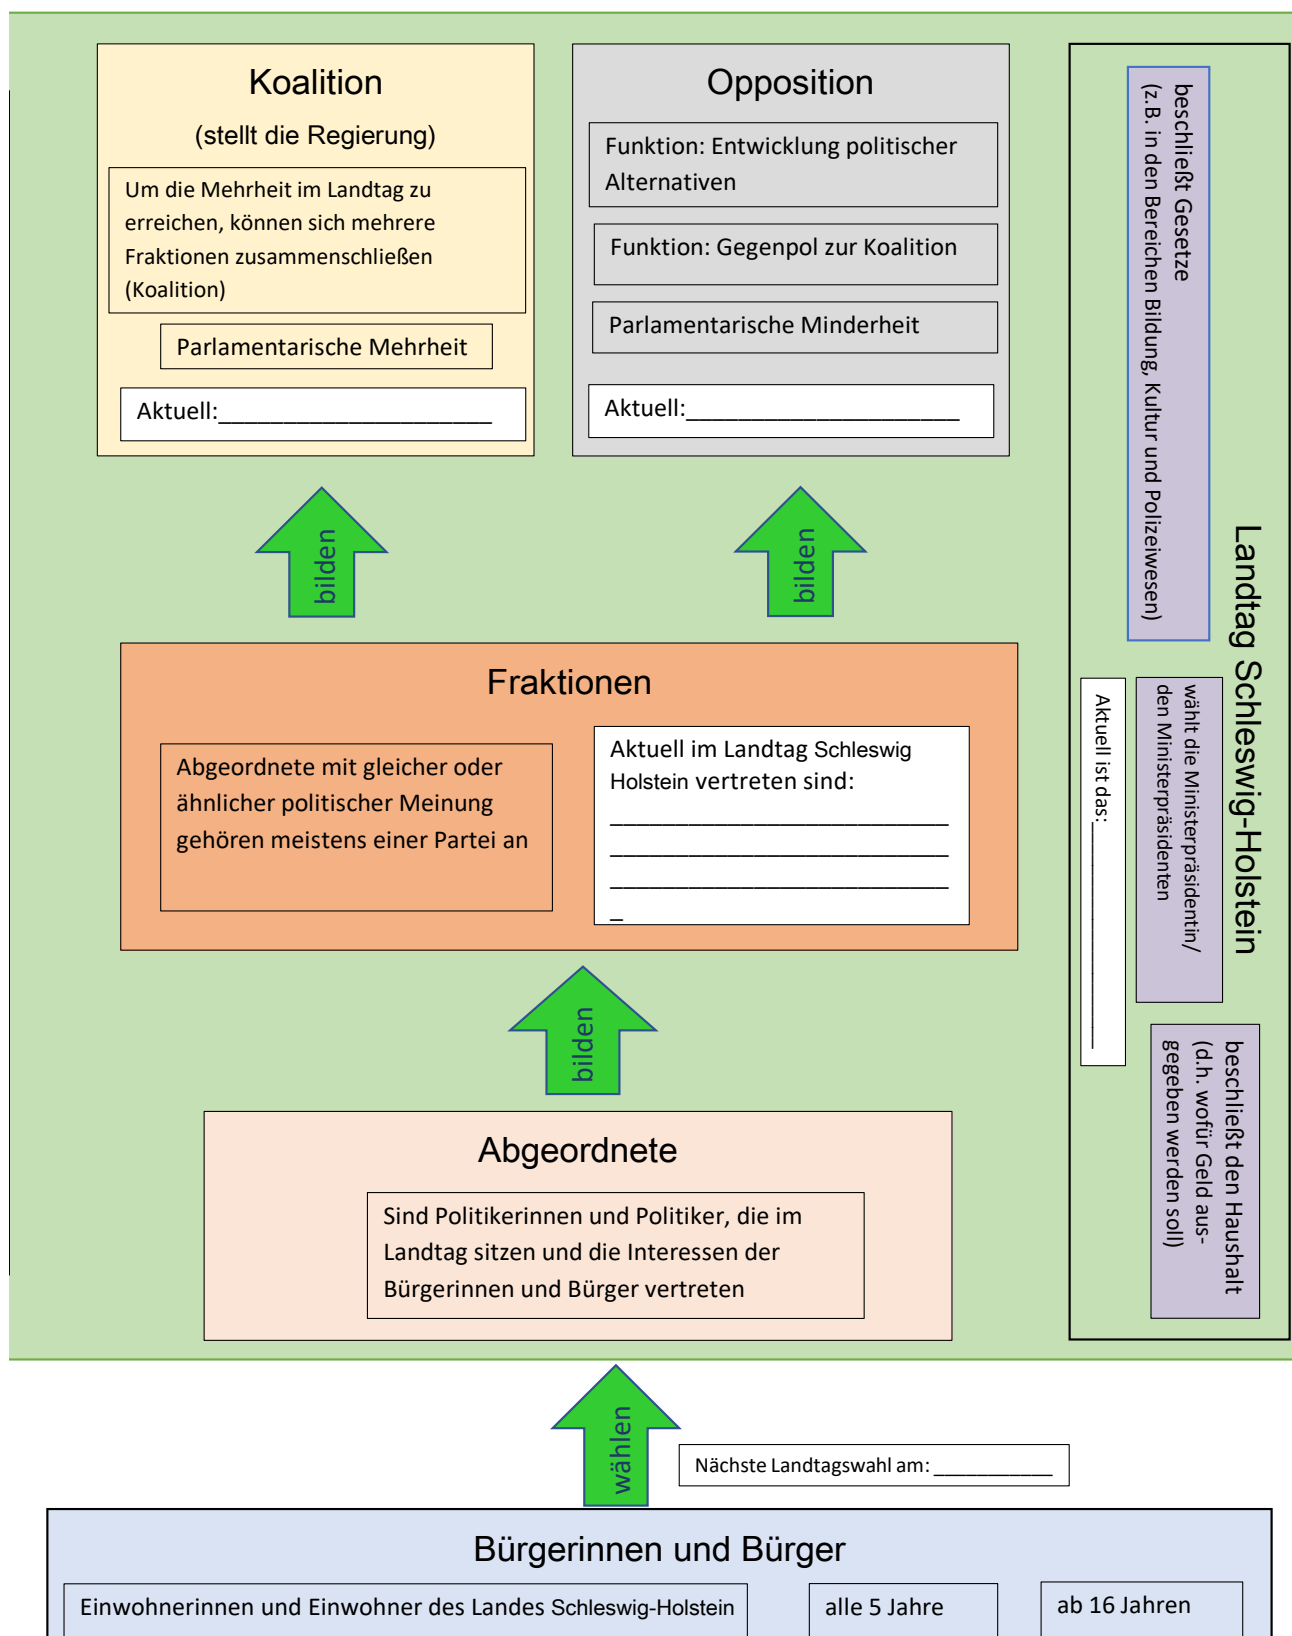 Koalition
(stellt die Regierung)
Um die Mehrheit im Landtag zu
erreichen, können sich mehrere
Fraktionen zusammenschließen
(Koalition)
Parlamentarische Mehrheit
Aktuell:_____________________
Opposition
Funktion: Entwicklung politischer
Alternativen
Funktion: Gegenpol zur Koalition
Parlamentarische Minderheit
Aktuell:_____________________
bilden
bilden
Fraktionen
Abgeordnete mit gleicher oder
ähnlicher politischer Meinung
gehören meistens einer Partei an
Aktuell im Landtag Schleswig
Holstein vertreten sind:
__________________________
__________________________
__________________________
_
bilden
Abgeordnete
Sind Politikerinnen und Politiker, die im
Landtag sitzen und die Interessen der
Bürgerinnen und Bürger vertreten
Landtag Schleswig-Holstein
beschließt Gesetze
(z.B. in den Bereichen Bildung, Kultur und Polizeiwesen)
wählt die Ministerpräsidentin/
den Ministerpräsidenten
Aktuell ist das:_____________________
beschließt den Haushalt
(d.h. wofür Geld aus-
gegeben werden soll)
wählen
Nächste Landtagswahl am: ___________
Bürgerinnen und Bürger
Einwohnerinnen und Einwohner des Landes Schleswig-Holstein
alle 5 Jahre
ab 16 Jahren